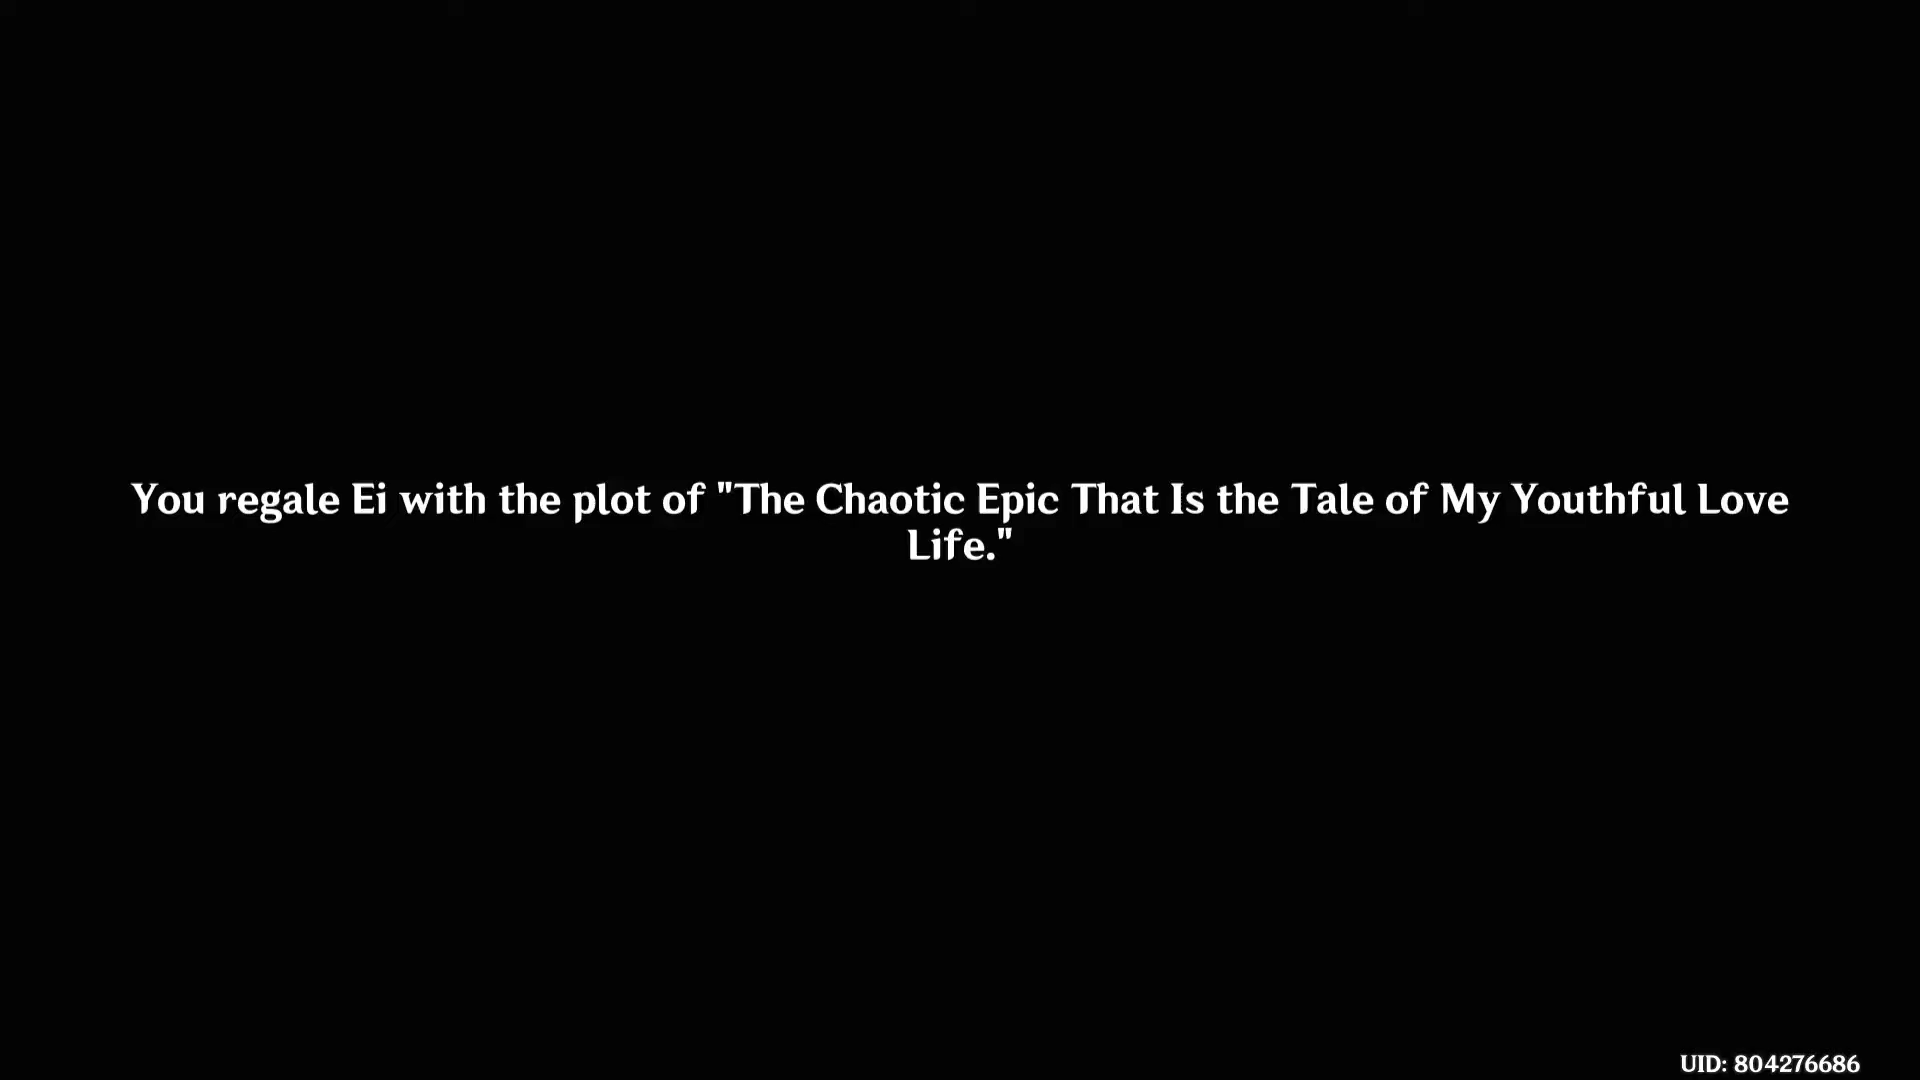 You regale Ei with the plot of "The Chaotic Epic That Is the Tale of My Youthful Love
Life."
UID: 804276686